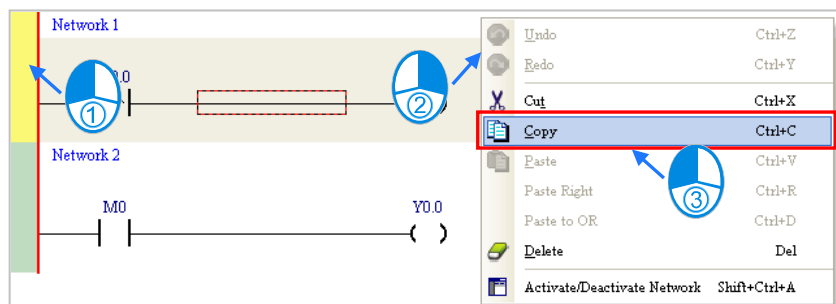 Network 1
.0
①
②
Undo Ctrl+Z
Redo Ctrl+Y
Cut Ctrl+X
Copy Ctrl+C
Paste Ctrl+V
Paste Right Ctrl+R
③
Paste to OR Ctrl+D
Delete Del
Activate/Deactivate Network Shift+Ctrl+A
Network 2
M0 Y0.0